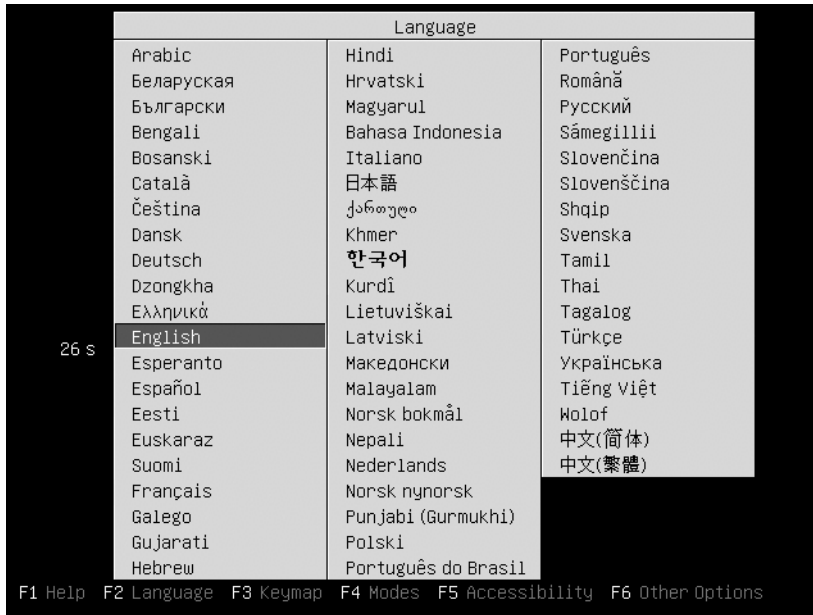 Language
Arabic
Беларуская
Български
Bengali
Bosanski
Català
Čeština
Dansk
Deutsch
Dzongkha
Ελληνικά
English
Esperanto
Español
Eesti
Euskaraz
Suomi
Français
Galego
Gujarati
Hebrew
Hindi
Hrvatski
Magyarul
Bahasa Indonesia
Italiano
日本語
ქართული
Khmer
한국어
Kurdî
Lietuviškai
Latviski
Македонски
Malayalam
Norsk bokmål
Nepali
Nederlands
Norsk nynorsk
Punjabi (Gurmukhi)
Polski
Português do Brasil
Português
Română
Русский
Sámegillii
Slovenčina
Slovenščina
Shqip
Svenska
Tamil
Thai
Tagalog
Türkçe
Українська
Tiếng Việt
Wolof
中文(简体)
中文(繁體)
26 s
F1 Help F2 Language F3 Keymap F4 Modes F5 Accessibility F6 Other Options